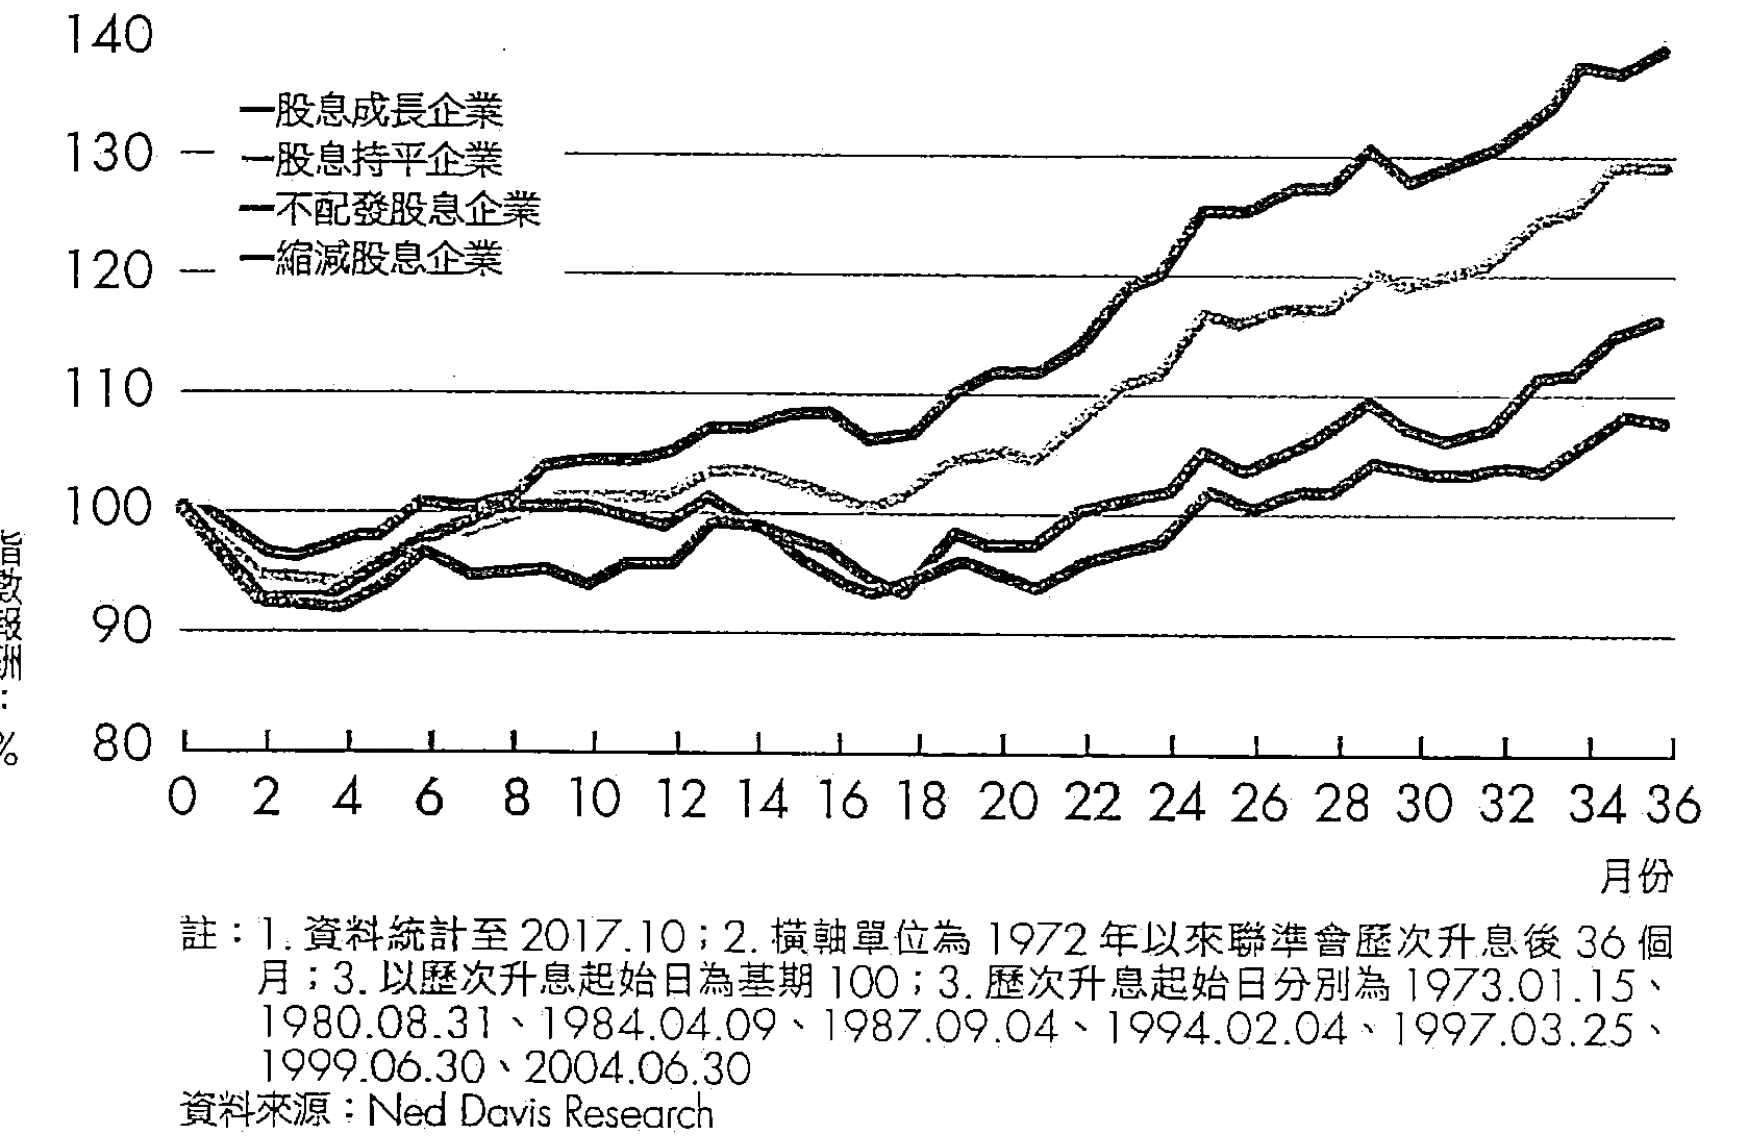 140
130
120
110
100
90
80
股息成長企業
股息持平企業
不配發股息企業
縮減股息企業
指數報酬：%
0 2 4 6 8 10 12 14 16 18 20 22 24 26 28 30 32 34 36
月份
註：1. 資料統計至 2017.10；2. 橫軸單位為 1972 年以來聯準會歷次升息後 36 個
月；3. 以歷次升息起始日為基期 100；3. 歷次升息起始日分別為 1973.01.15、
1980.08.31、1984.04.09、1987.09.04、1994.02.04、1997.03.25、
1999.06.30、2004.06.30
資料來源：Ned Davis Research